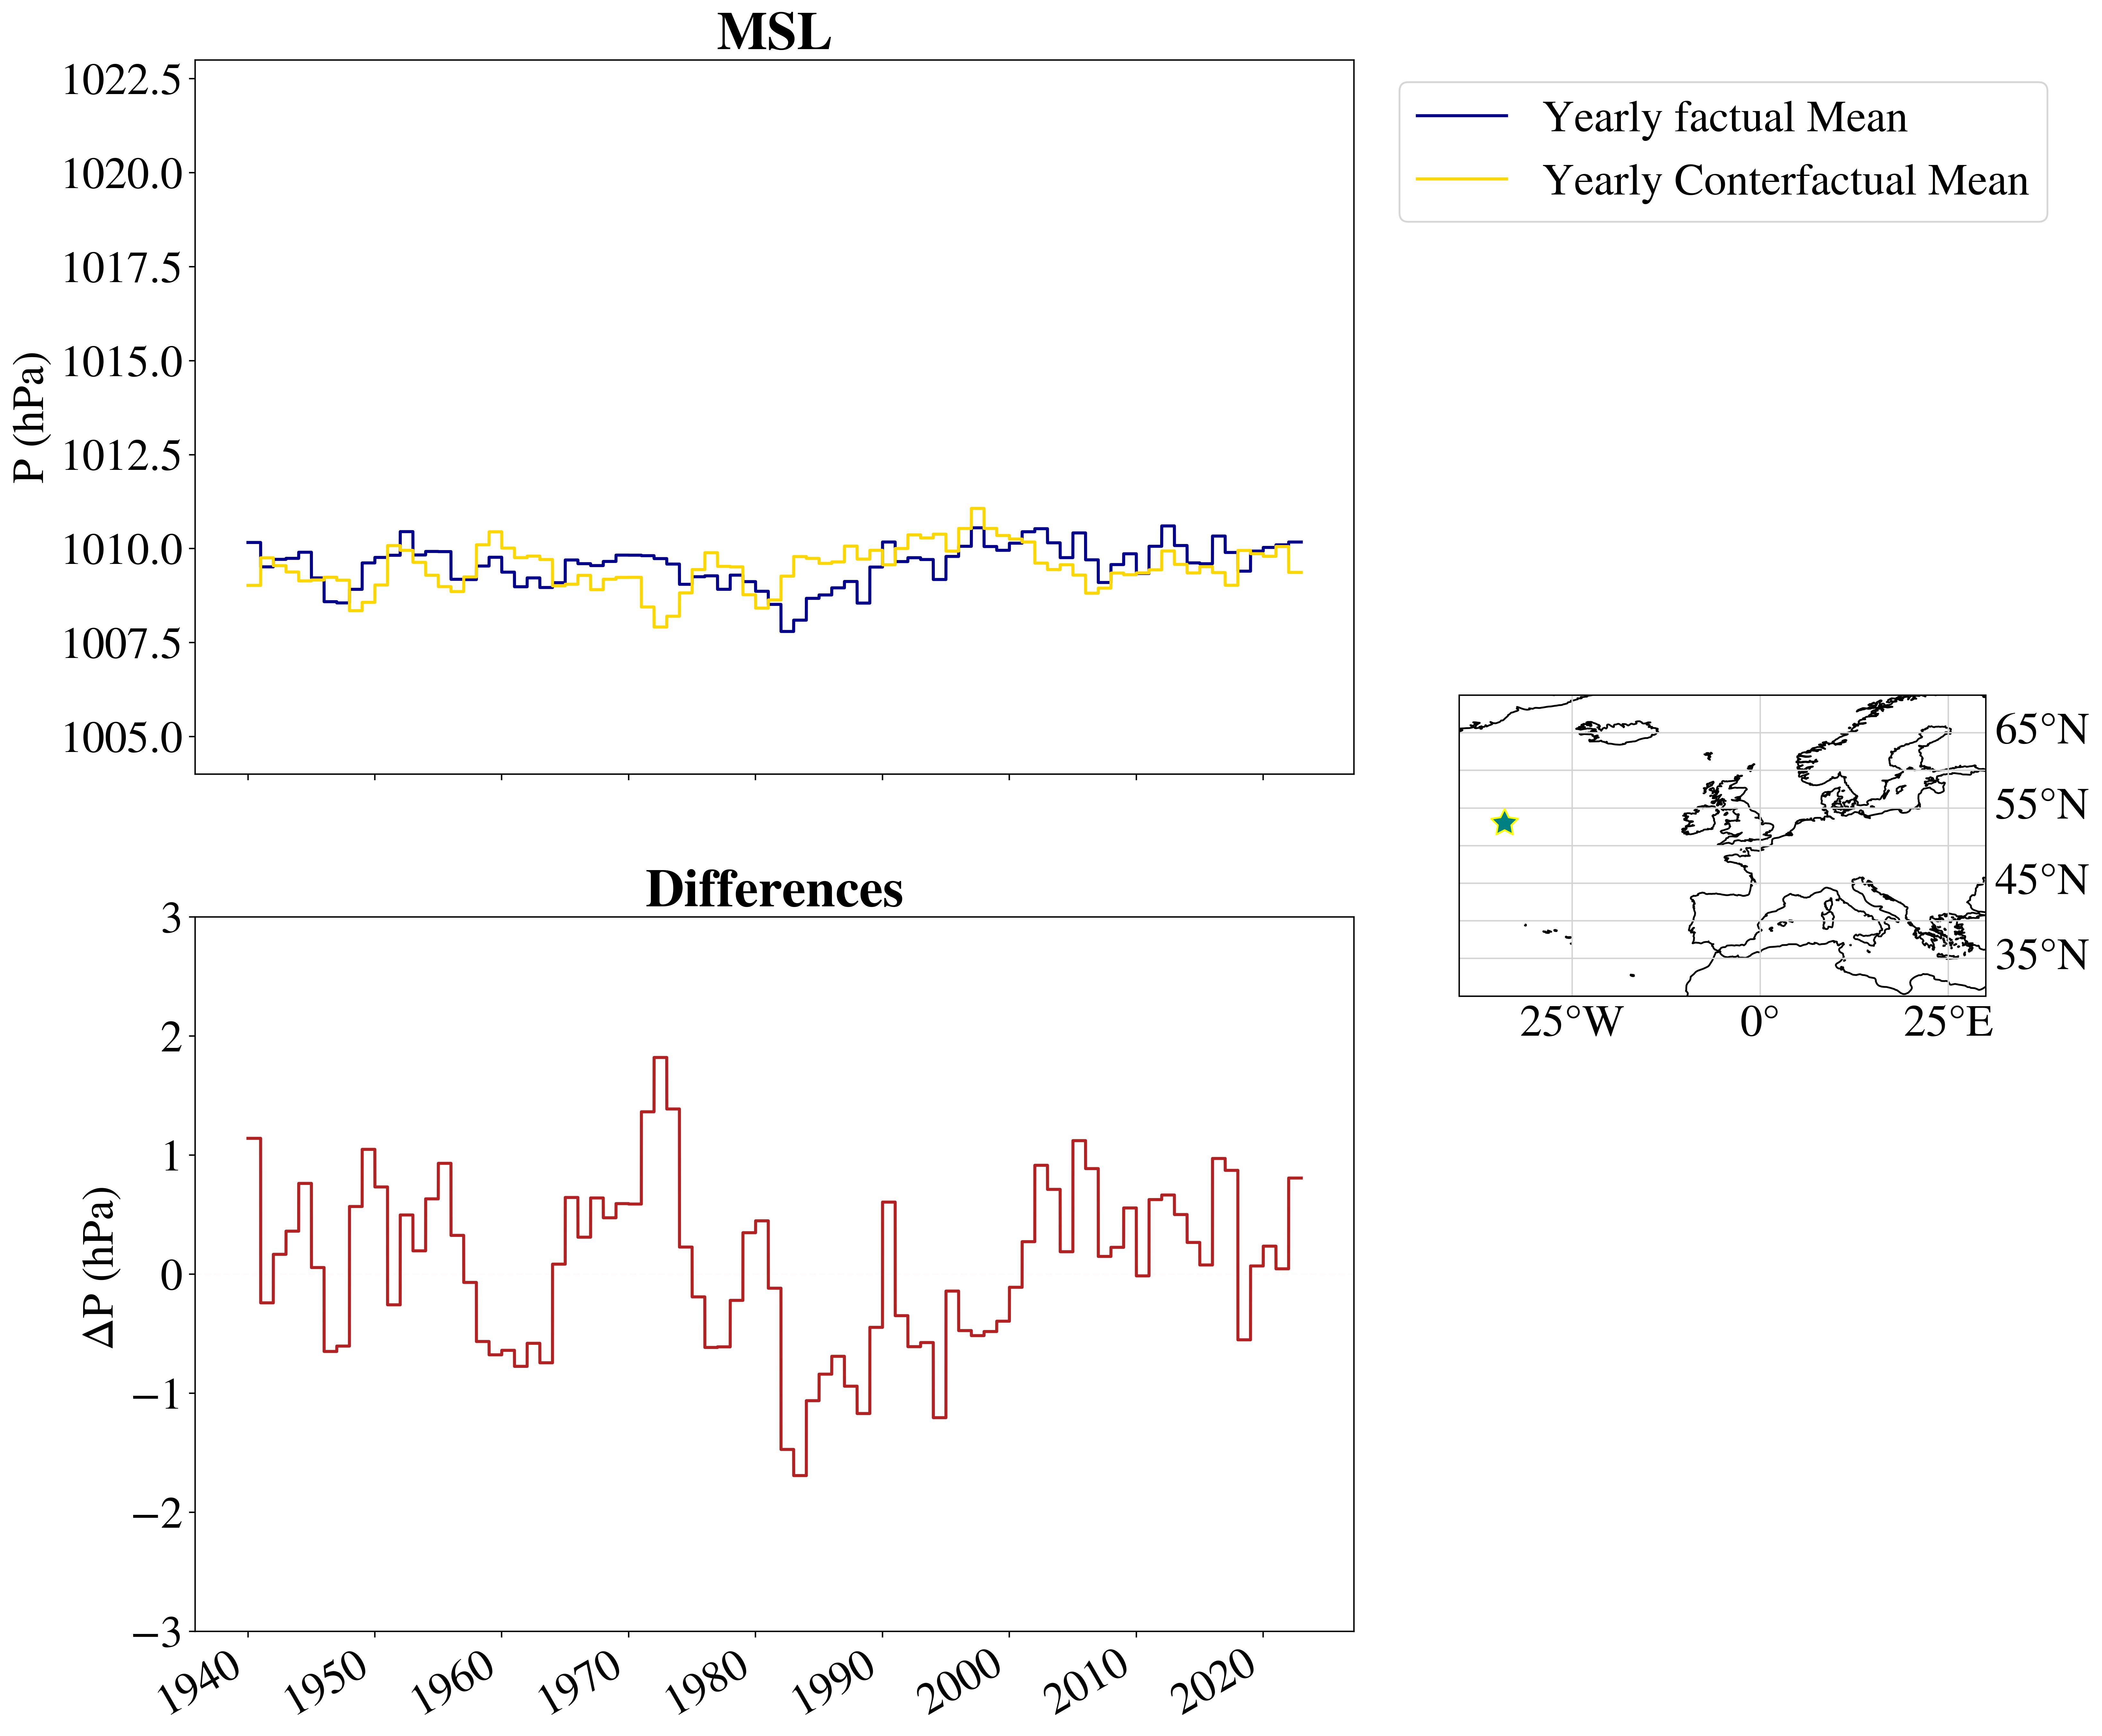 MSL
1022.5
1020.0
1017.5
1015.0
1012.5
1010.0
1007.5
1005.0
P (hPa)
Yearly factual Mean
Yearly Conterfactual Mean
65°N
55°N
45°N
35°N
25°W 0° 25°E
Differences
3
2
1
0
−1
−2
−3
ΔP (hPa)
1940 1950 1960 1970 1980 1990 2000 2010 2020